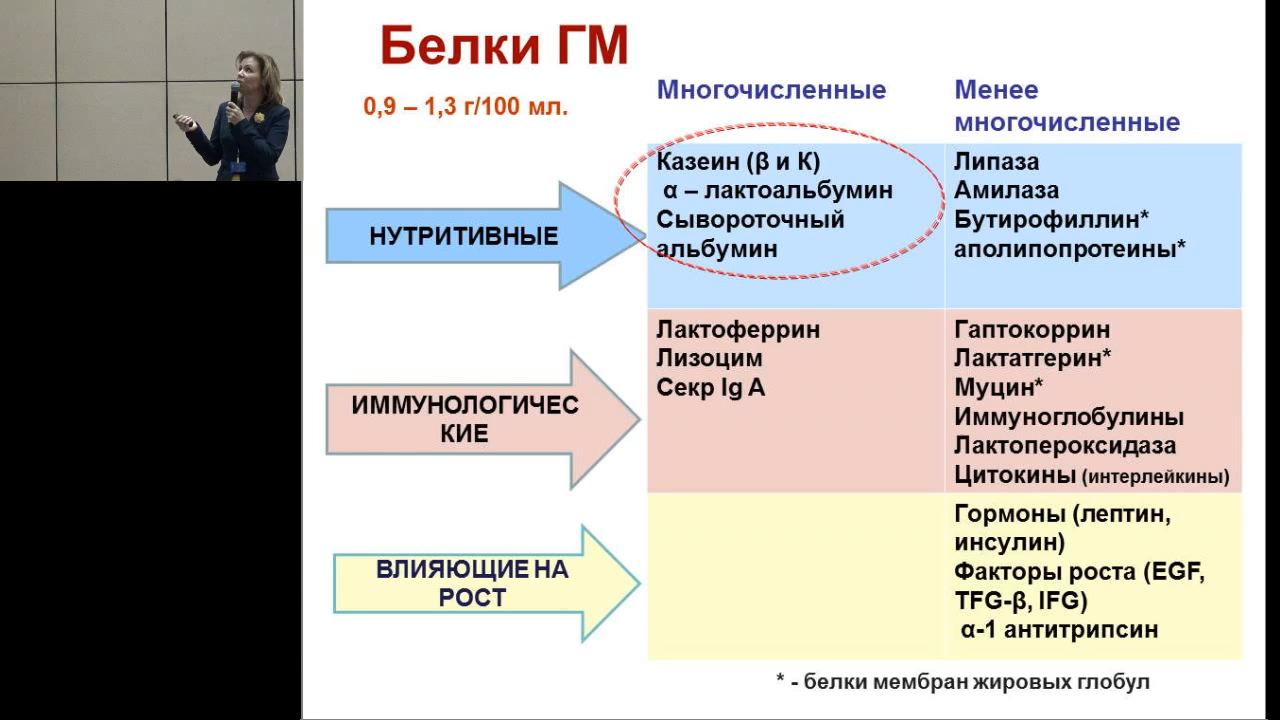 Белки ГМ
0,9 – 1,3 г/100 мл.
Многочисленные
Менее
многочисленные
НУТРИТИВНЫЕ
Казеин (β и К)
α – лактоальбумин
Сывороточный
альбумин
Липаза
Амилаза
Бутирофиллин*
аполипопротеины*
ИММУНОЛОГИЧЕС
КИЕ
Лактоферрин
Лизоцим
Секр Ig A
Гаптокоррин
Лактатгерин*
Муцин*
Иммуноглобулины
Лактопероксидаза
Цитокины (интерлейкины)
ВЛИЯЮЩИЕ НА
РОСТ
Гормоны (лептин,
инсулин)
Факторы роста (EGF,
TFG-β, IFG)
α-1 антитрипсин
* - белки мембран жировых глобул